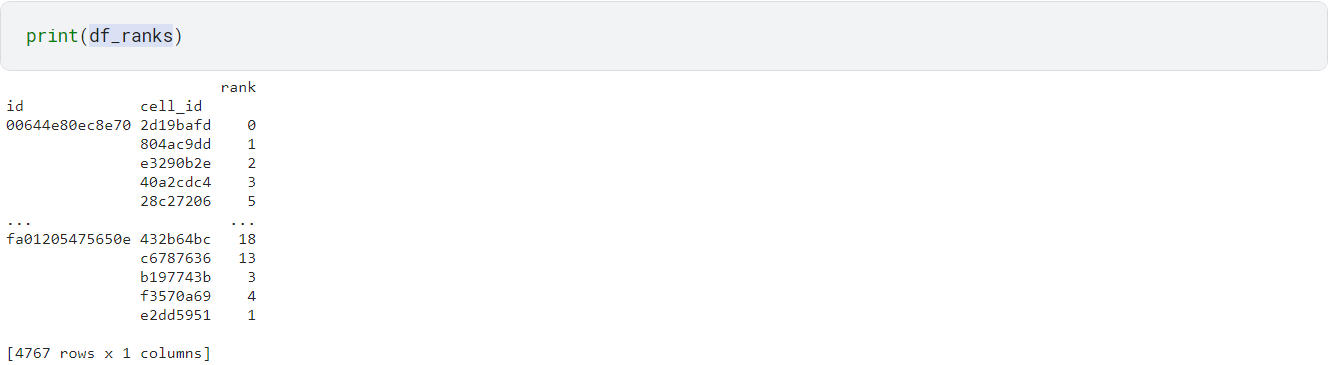 print(df_ranks)
rank
id cell_id
00644e80ec8e70 2d19bafd 0
804ac9dd 1
e3290b2e 2
40a2cdc4 3
28c27206 5
... ...
fa01205475650e 432b64bc 18
c6787636 13
b197743b 3
f3570a69 4
e2dd5951 1
[4767 rows x 1 columns]